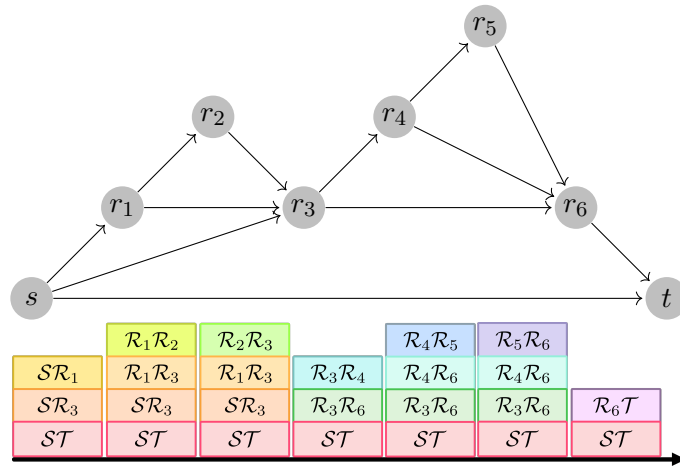 r₅
r₂ r₄
r₁ r₃ r₆
s t
ℛ₁ℛ₂ ℛ₂ℛ₃ ℛ₄ℛ₅ ℛ₅ℛ₆
𝒮ℛ₁ ℛ₁ℛ₃ ℛ₁ℛ₃ ℛ₃ℛ₄ ℛ₄ℛ₆ ℛ₄ℛ₆
𝒮ℛ₃ 𝒮ℛ₃ 𝒮ℛ₃ ℛ₃ℛ₆ ℛ₃ℛ₆ ℛ₃ℛ₆ ℛ₆𝒯
𝒮𝒯 𝒮𝒯 𝒮𝒯 𝒮𝒯 𝒮𝒯 𝒮𝒯 𝒮𝒯